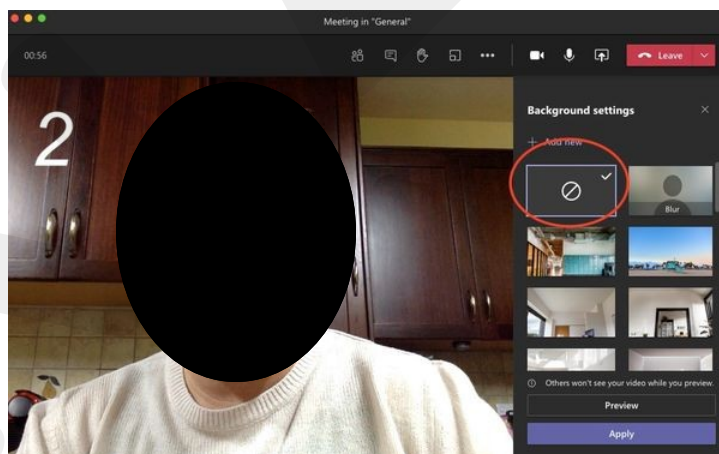 Meeting in "General"
00:56
Leave
2
Background settings
Add new
Blur
Others won't see your video while you preview.
Preview
Apply